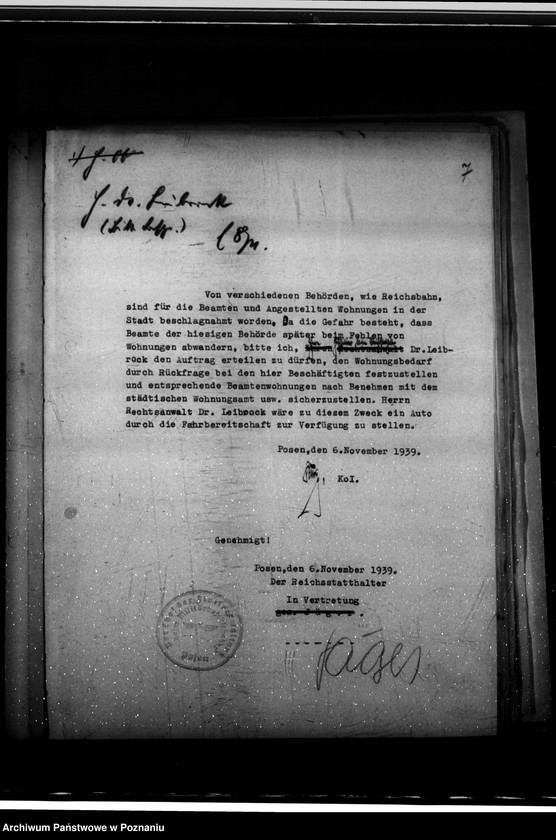 7
Von verschiedenen Behörden, wie Reichsbahn,
sind für die Beamten und Angestellten Wohnungen in der
Stadt beschlagnahmt worden. Da die Gefahr besteht, dass
Beamte der hiesigen Behörde später beim Fehlen von
Wohnungen abwandern, bitte ich, Dr.Leib-
rock den Auftrag erteilen zu dürfen, den Wohnungsbedarf
durch Rückfrage bei den hier Beschäftigten festzustellen
und entsprechende Beamtenwohnungen nach Benehmen mit dem
städtischen Wohnungsamt usw. sicherzustellen. Herrn
Rechtsanwalt Dr. Leibrock wäre zu diesem Zweck ein Auto
durch die Fahrbereitschaft zur Verfügung zu stellen.
Posen,den 6.November 1939.
KoI.
Genehmigt!
Posen,den 6.November 1939.
Der Reichsstatthalter
In Vertretung
gez. Jäger.
Jäger
Posen
Archiwum Państwowe w Poznaniu